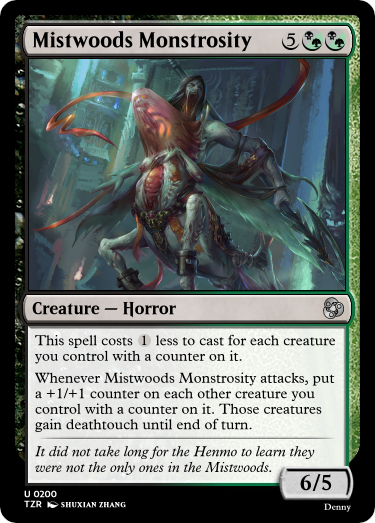 Mistwoods Monstrosity 5
Creature — Horror
This spell costs 1 less to cast for each creature
you control with a counter on it.
Whenever Mistwoods Monstrosity attacks, put
a +1/+1 counter on each other creature you
control with a counter on it. Those creatures
gain deathtouch until end of turn.
It did not take long for the Henmo to learn they
were not the only ones in the Mistwoods.
6/5
U 0200
TZR SHUXIAN ZHANG
Denny